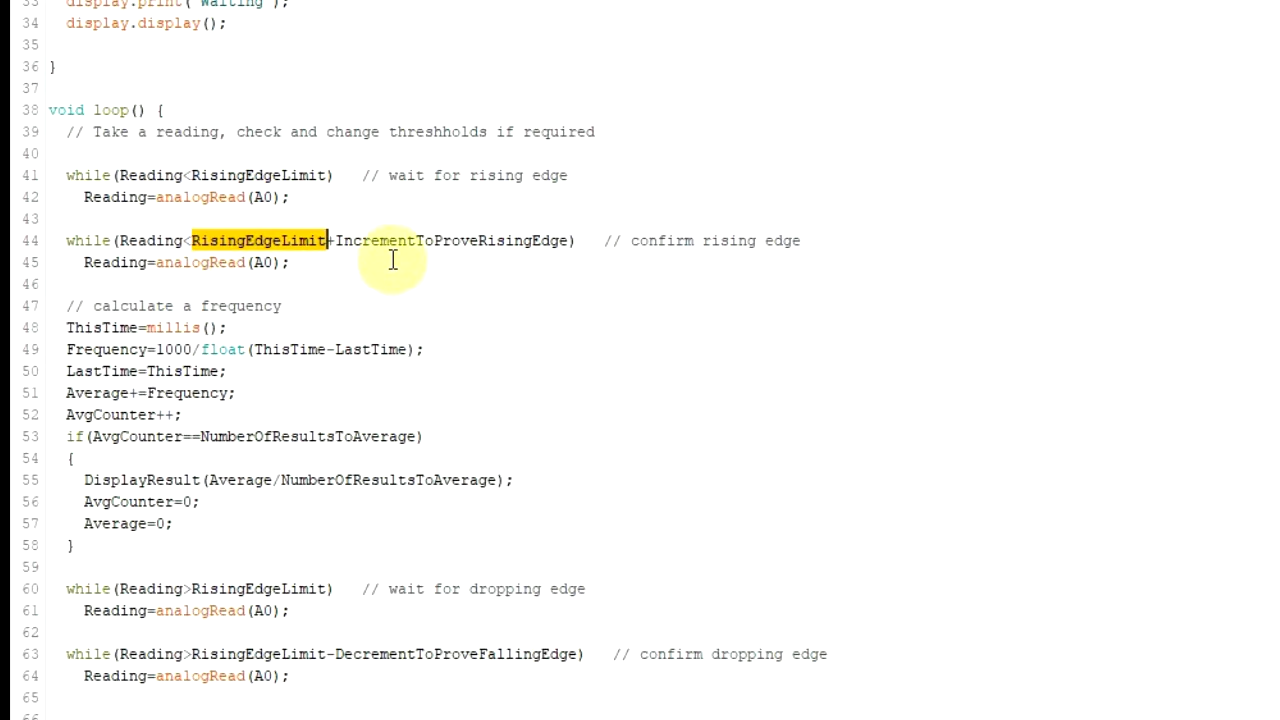 33 display.print("Waiting");
34 display.display();
35
36 }
37
38 void loop() {
39 // Take a reading, check and change threshholds if required
40
41 while(Reading<RisingEdgeLimit) // wait for rising edge
42 Reading=analogRead(A0);
43
44 while(Reading<RisingEdgeLimit+IncrementToProveRisingEdge) // confirm rising edge
45 Reading=analogRead(A0);
46
47 // calculate a frequency
48 ThisTime=millis();
49 Frequency=1000/float(ThisTime-LastTime);
50 LastTime=ThisTime;
51 Average+=Frequency;
52 AvgCounter++;
53 if(AvgCounter==NumberOfResultsToAverage)
54 {
55 DisplayResult(Average/NumberOfResultsToAverage);
56 AvgCounter=0;
57 Average=0;
58 }
59
60 while(Reading>RisingEdgeLimit) // wait for dropping edge
61 Reading=analogRead(A0);
62
63 while(Reading>RisingEdgeLimit-DecrementToProveFallingEdge) // confirm dropping edge
64 Reading=analogRead(A0);
65